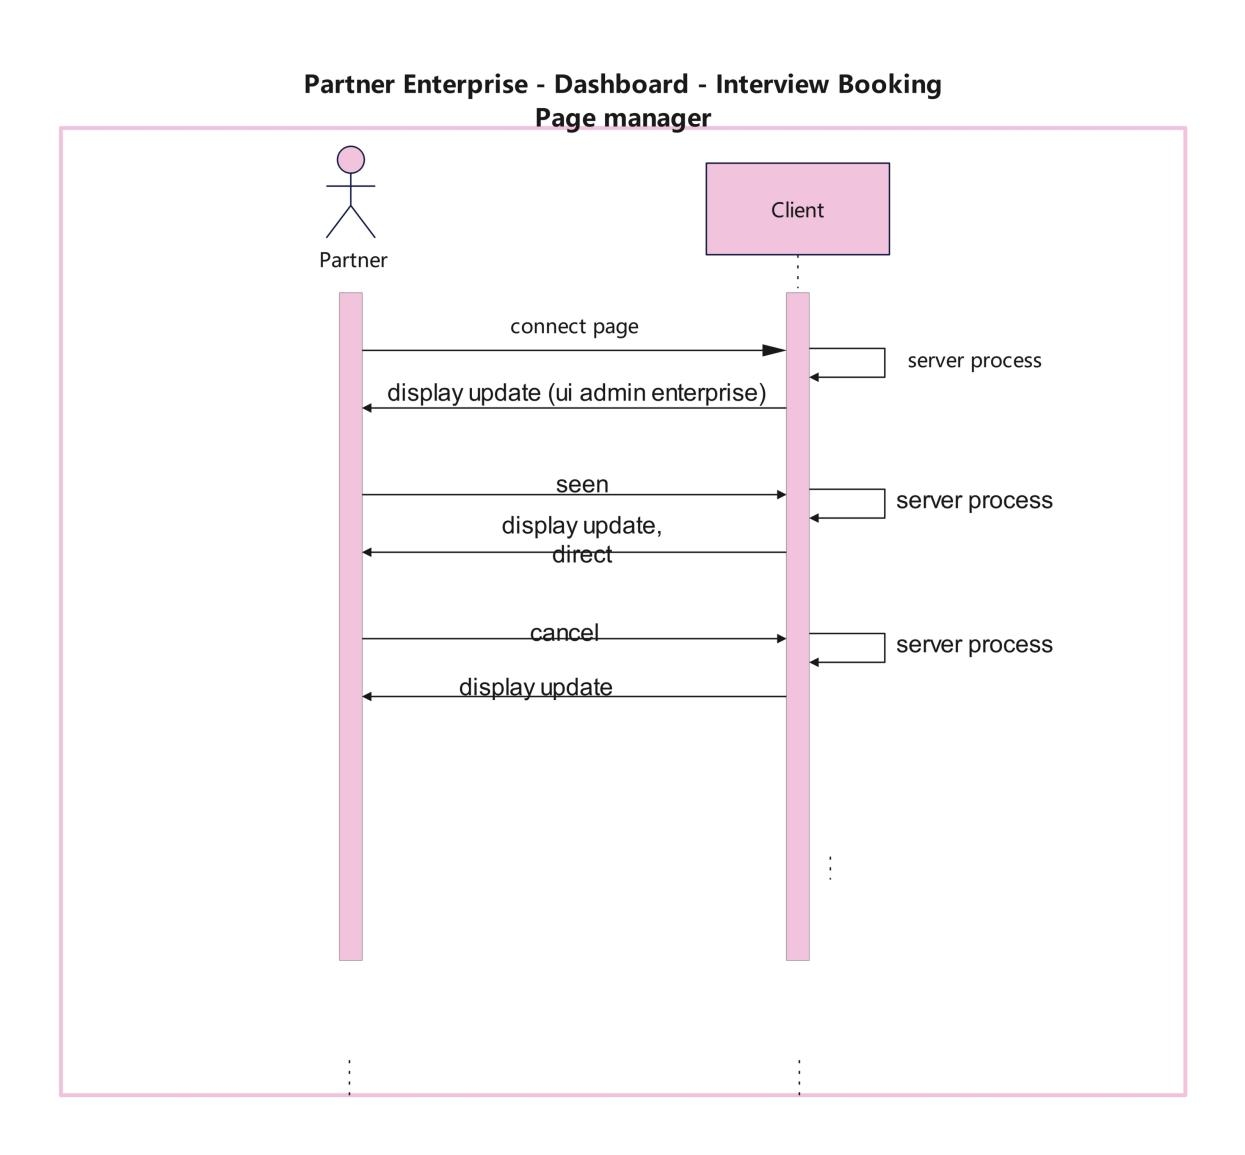 Partner Enterprise - Dashboard - Interview Booking
Page manager
Client
Partner
connect page
server process
display update (ui admin enterprise)
seen
server process
display update,
direct
cancel
server process
display update